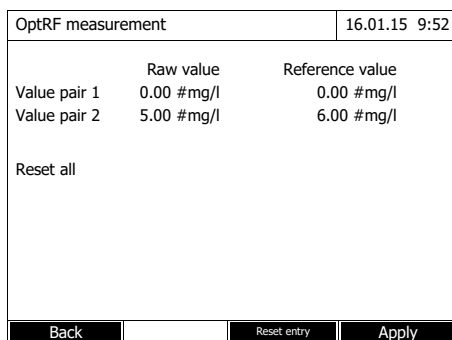 OptRF measurement 16.01.15 9:52
Raw value Reference value
Value pair 1 0.00 #mg/l 0.00 #mg/l
Value pair 2 5.00 #mg/l 6.00 #mg/l
Reset all
Back Reset entry Apply